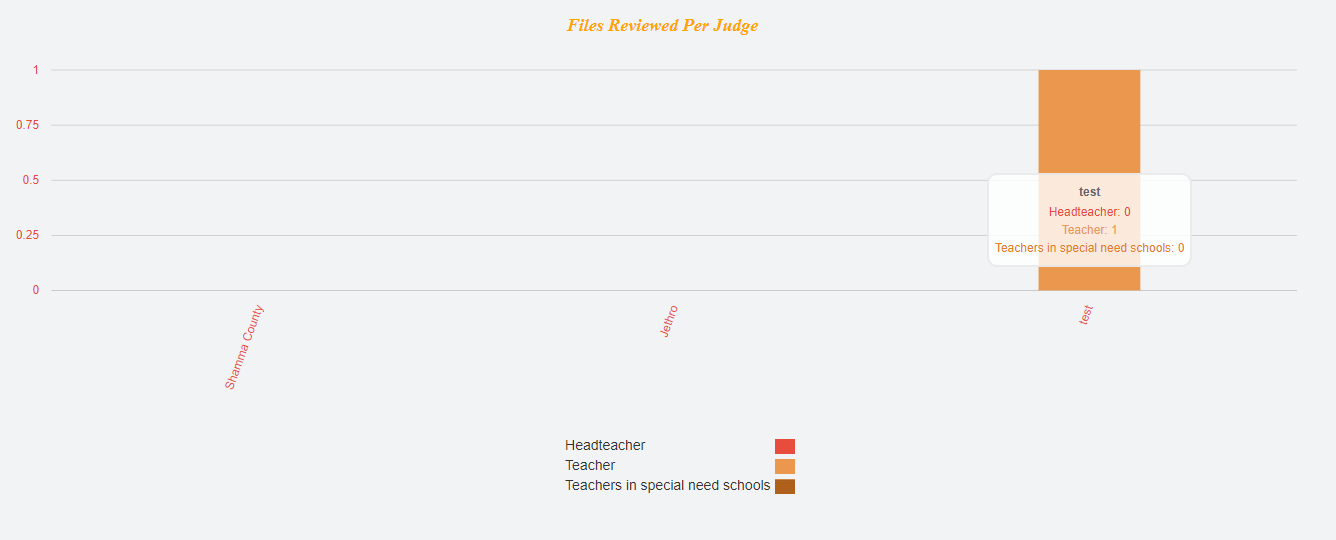 Files Reviewed Per Judge
1
0.75
0.5
0.25
0
test
Headteacher: 0
Teacher: 1
Teachers in special need schools: 0
Shamma County
Jethro
test
Headteacher
Teacher
Teachers in special need schools